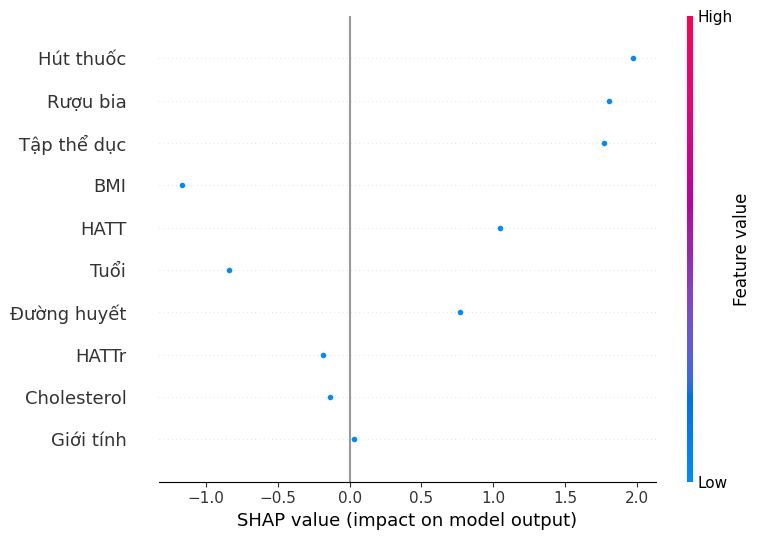 Hút thuốc
Rượu bia
Tập thể dục
BMI
HATT
Tuổi
Đường huyết
HATTr
Cholesterol
Giới tính
−1.0 −0.5 0.0 0.5 1.0 1.5 2.0
SHAP value (impact on model output)
High
Feature value
Low